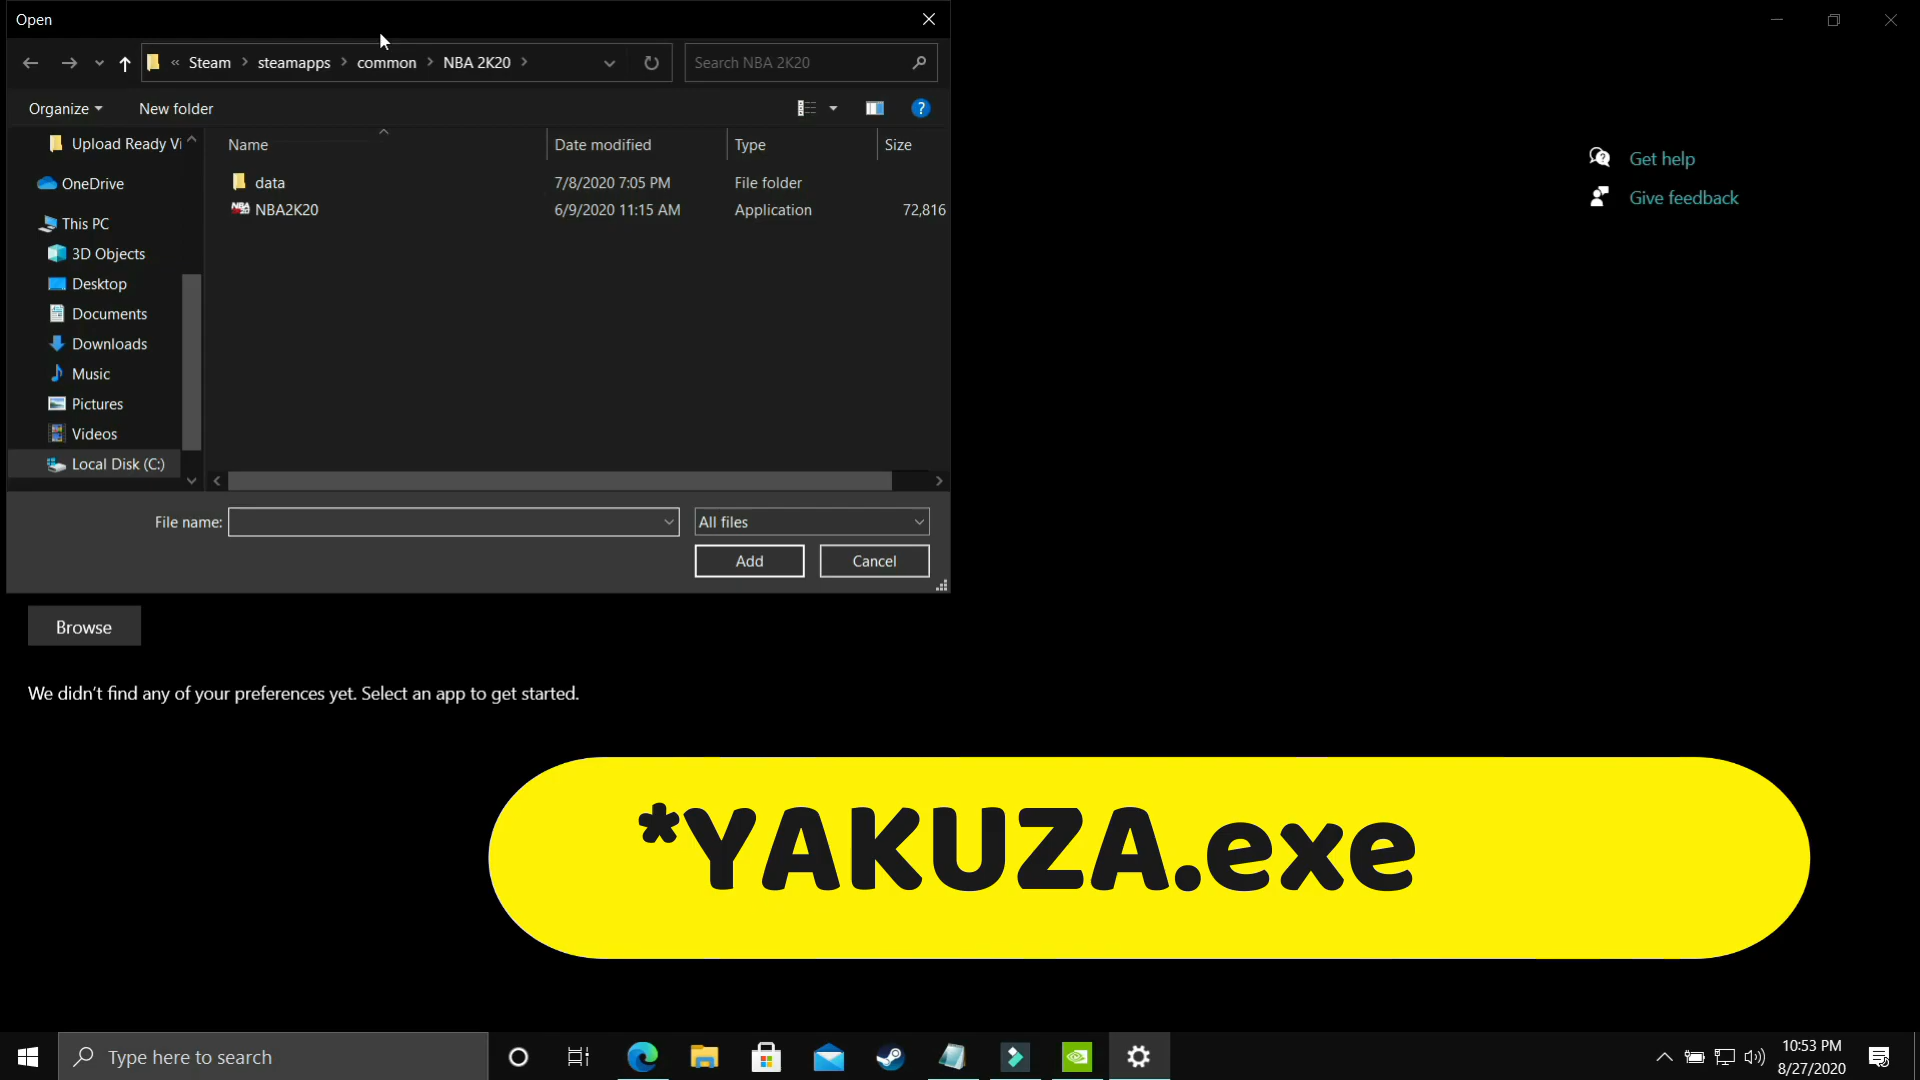 Open
« Steam > steamapps > common > NBA 2K20 >
Search NBA 2K20
Organize
New folder
?
Name Date modified Type Size
data 7/8/2020 7:05 PM File folder
NBA2K20 6/9/2020 11:15 AM Application 72,816
Upload Ready Vi
OneDrive
This PC
3D Objects
Desktop
Documents
Downloads
Music
Pictures
Videos
Local Disk (C:)
File name:
All files
Add Cancel
Get help
Give feedback
Browse
We didn't find any of your preferences yet. Select an app to get started.
*YAKUZA.exe
Type here to search
10:53 PM
8/27/2020